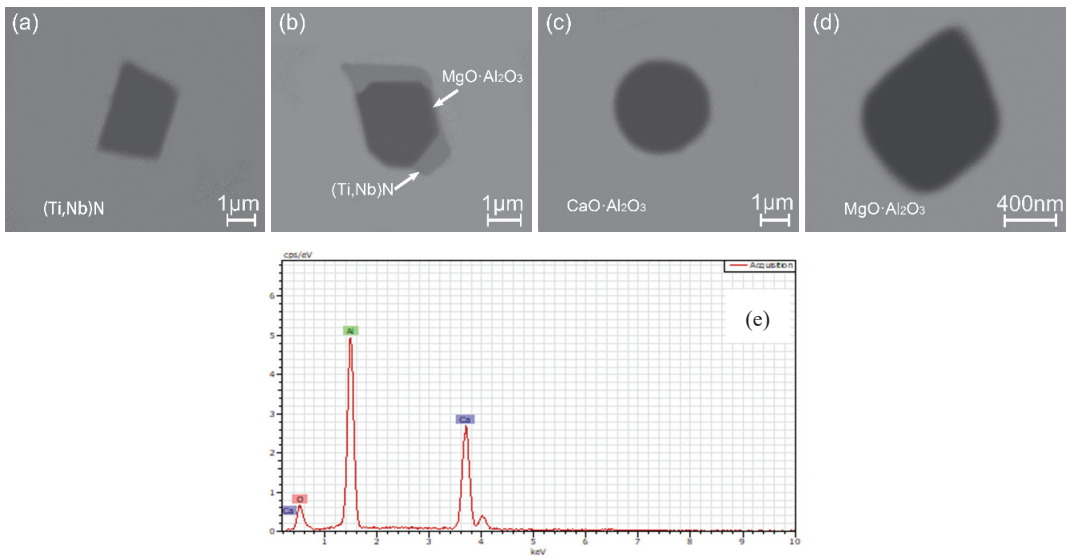 (a)
(Ti,Nb)N
1μm
(b)
MgO·Al₂O₃
(Ti,Nb)N
1μm
(c)
CaO·Al₂O₃
1μm
(d)
MgO·Al₂O₃
400nm
cps/eV
Acquisition
(e)
6
5
4
3
2
1
0
Al
Ca
O
Ca
1
2
3
4
5
6
7
8
9
10
keV